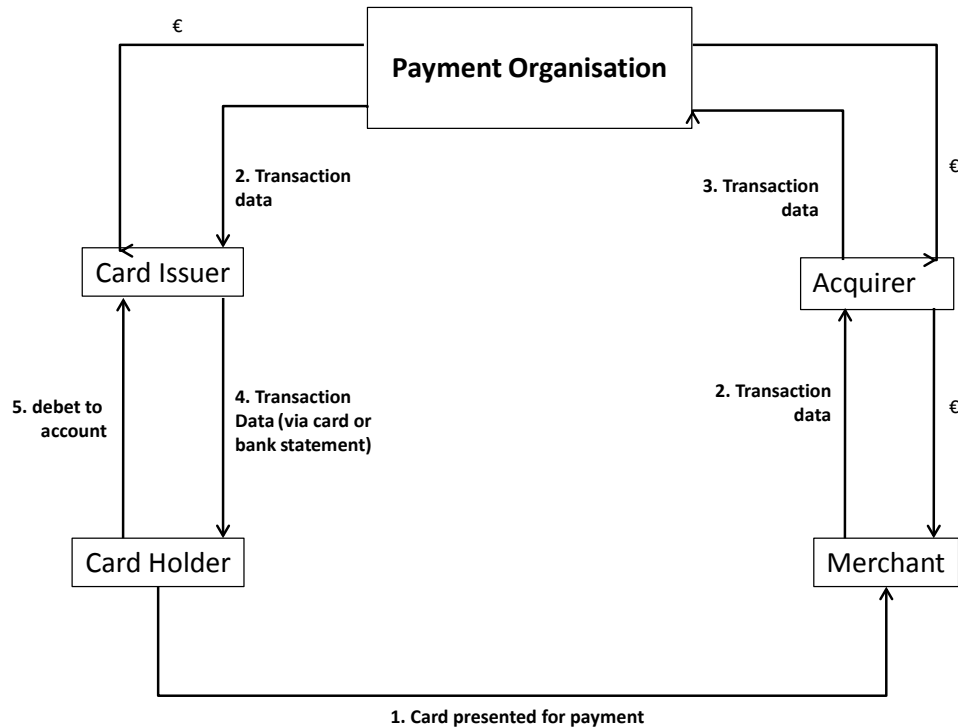 €
Payment Organisation
€
2. Transaction
data
3. Transaction
data
Card Issuer
Acquirer
5. debet to
account
4. Transaction
Data (via card or
bank statement)
2. Transaction
data
€
Card Holder
Merchant
1. Card presented for payment